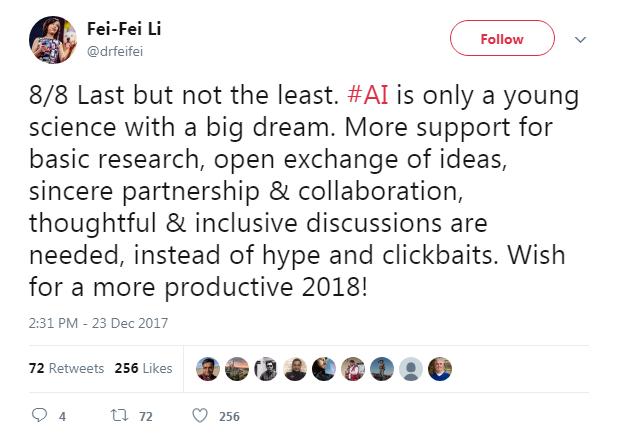 Fei-Fei Li
@drfeifei
Follow
8/8 Last but not the least. #AI is only a young
science with a big dream. More support for
basic research, open exchange of ideas,
sincere partnership & collaboration,
thoughtful & inclusive discussions are
needed, instead of hype and clickbaits. Wish
for a more productive 2018!
2:31 PM - 23 Dec 2017
72 Retweets 256 Likes
4 72 256